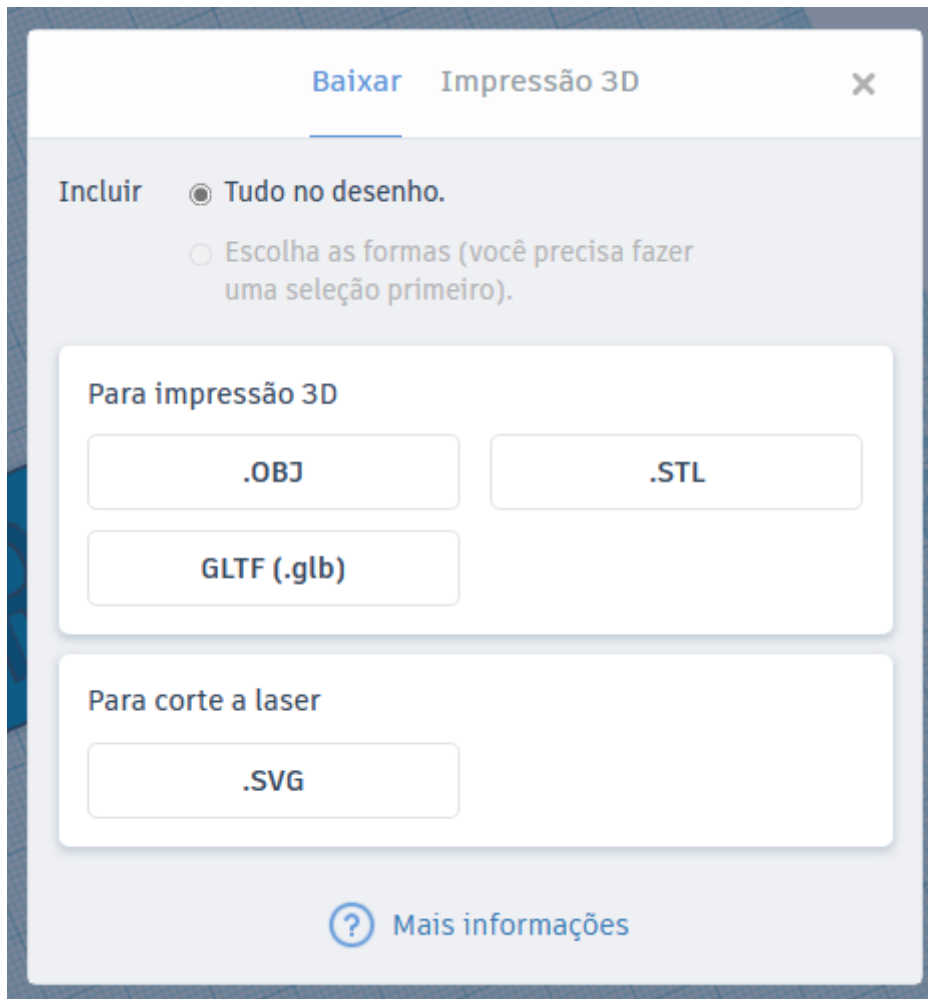 Baixar Impressão 3D
Incluir Tudo no desenho.
Escolha as formas (você precisa fazer
uma seleção primeiro).
Para impressão 3D
.OBJ .STL
GLTF (.glb)
Para corte a laser
.SVG
? Mais informações